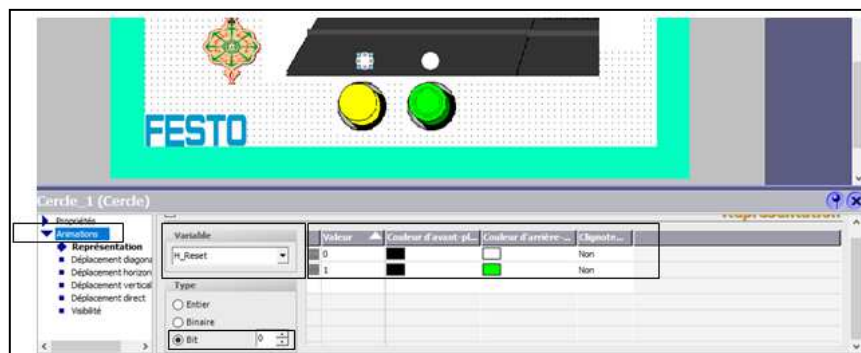 FESTO
Cercle_1 (Cercle)
Propriétés
Animations
Représentation
Déplacement diagona
Déplacement horizon
Déplacement vertical
Déplacement direct
Visibilité
Variable
H_Reset
Type
Entier
Binaire
Bit 0
Valeur Couleur d'avant-pl... Couleur d'arrière-... Clignote...
0 Non
1 Non